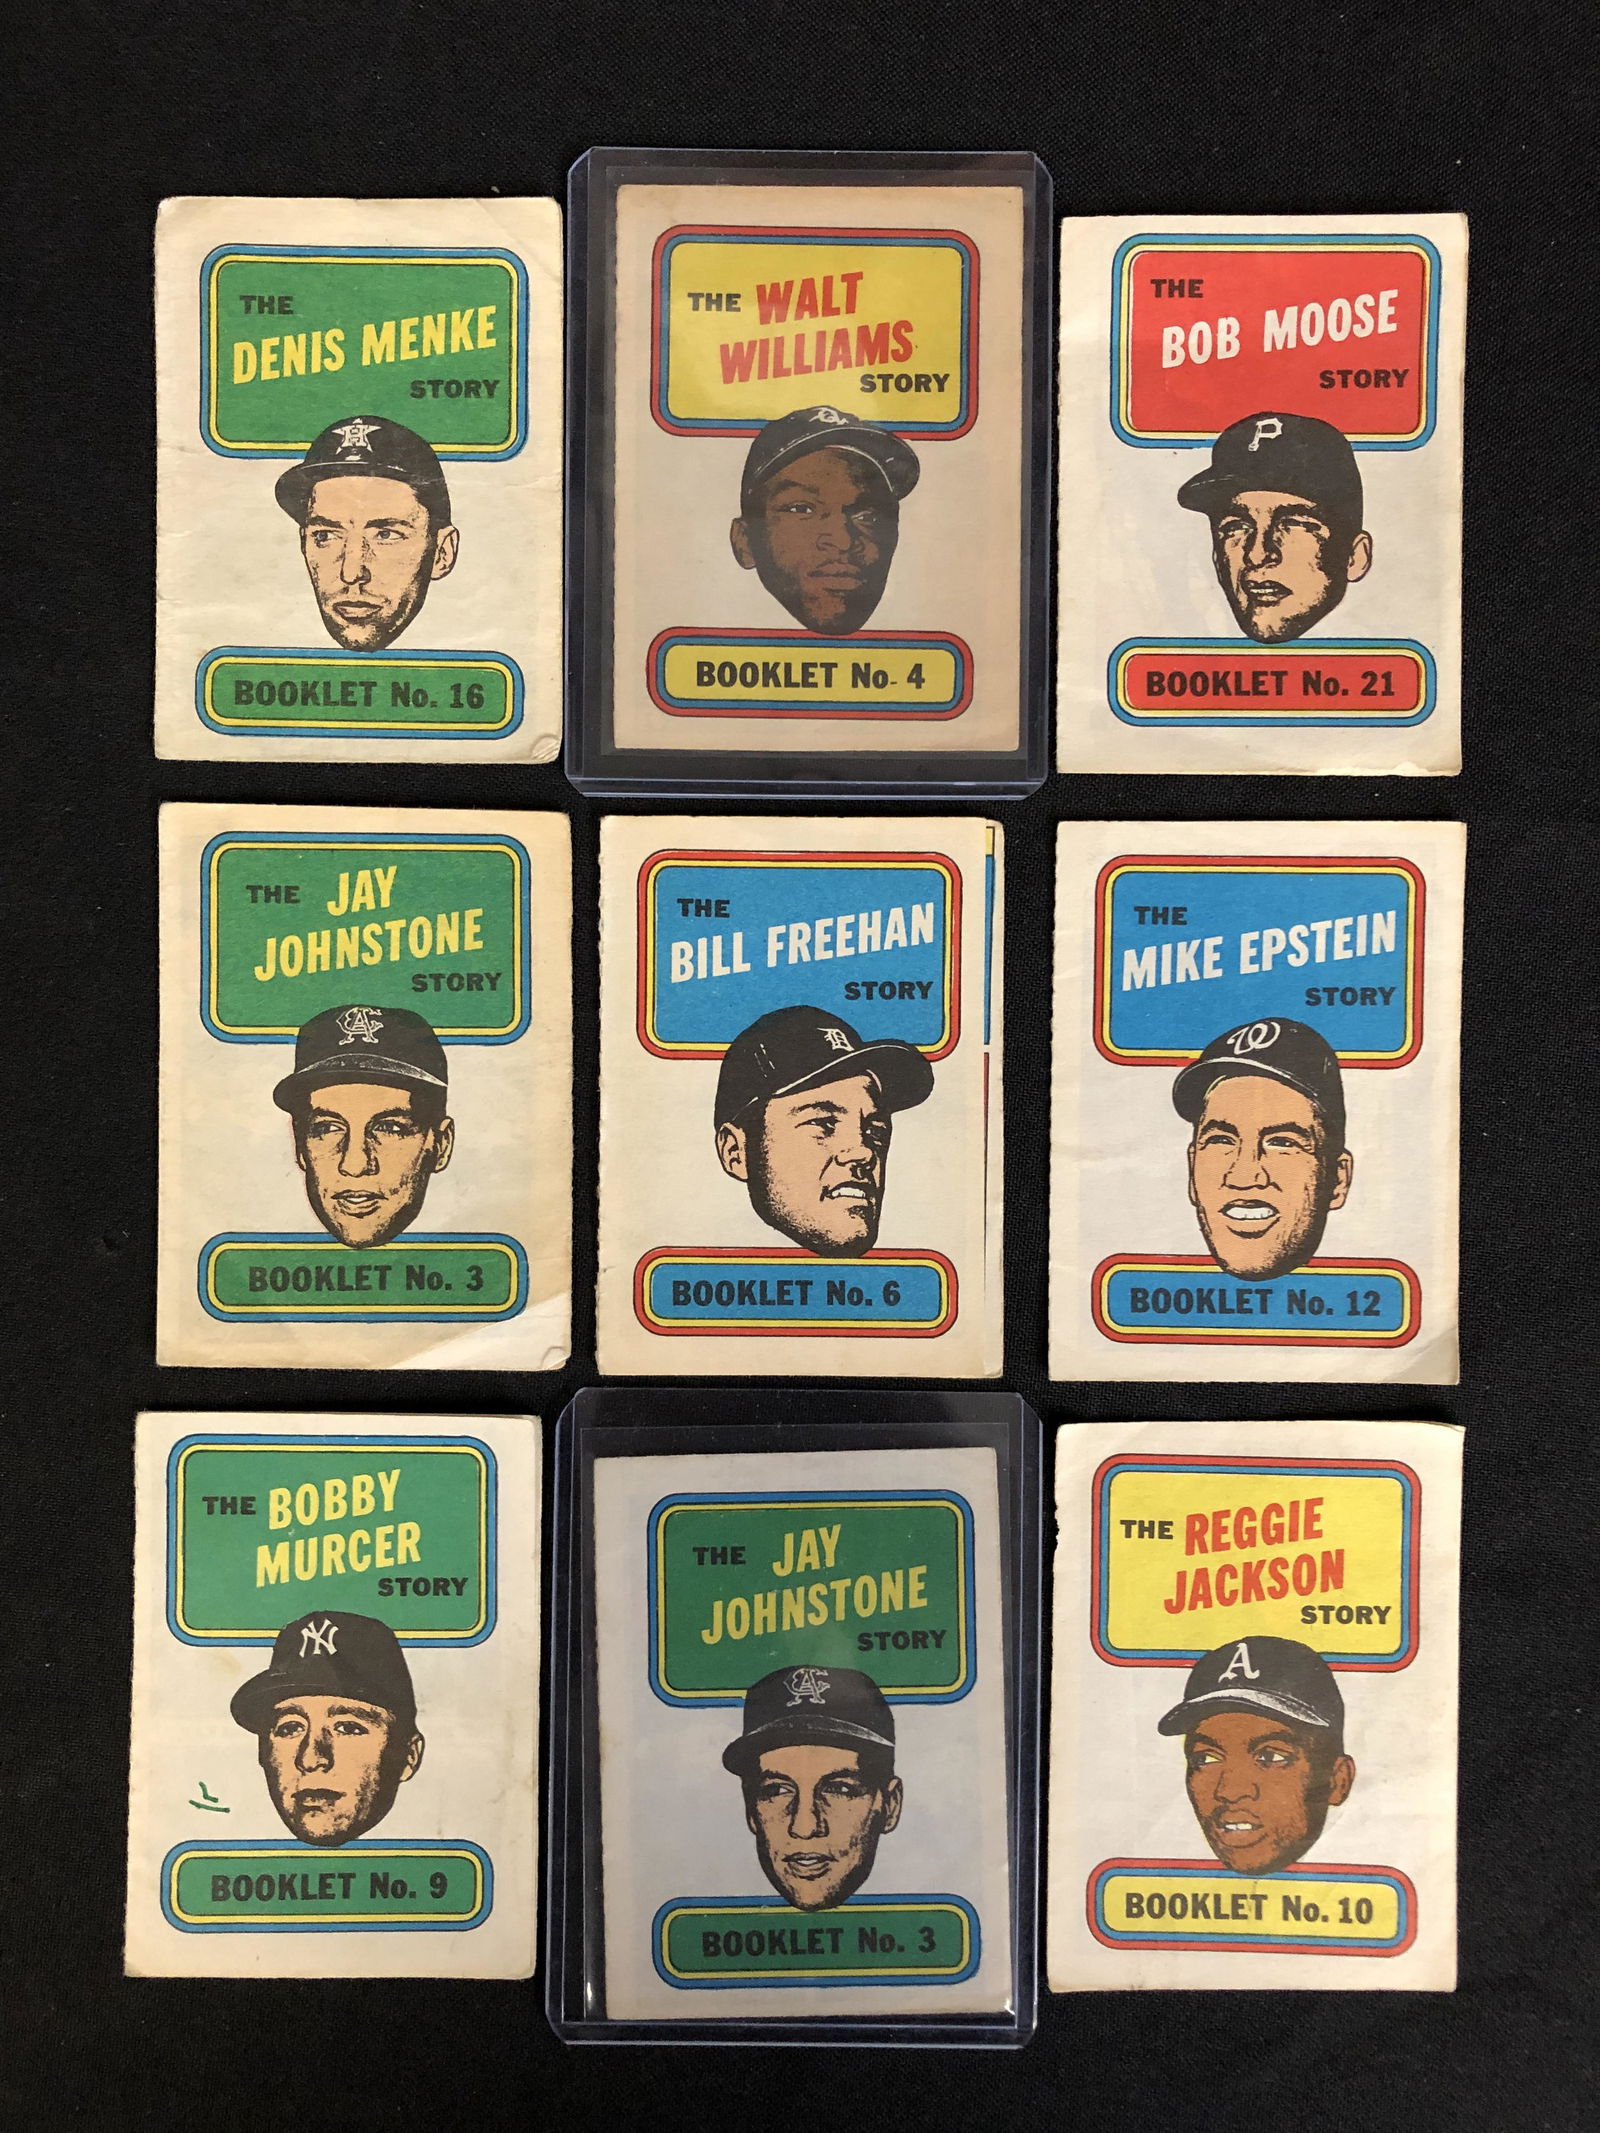 THE
DENIS MENKE
STORY
H
BOOKLET No. 16
THE WALT
WILLIAMS
STORY
BOOKLET No. 4
THE
BOB MOOSE
STORY
P
BOOKLET No. 21
THE JAY
JOHNSTONE
STORY
CA
BOOKLET No. 3
THE
BILL FREEHAN
STORY
D
BOOKLET No. 6
THE
MIKE EPSTEIN
STORY
W
BOOKLET No. 12
THE BOBBY
MURCER
STORY
NY
BOOKLET No. 9
THE JAY
JOHNSTONE
STORY
CA
BOOKLET No. 3
THE REGGIE
JACKSON
STORY
A
BOOKLET No. 10